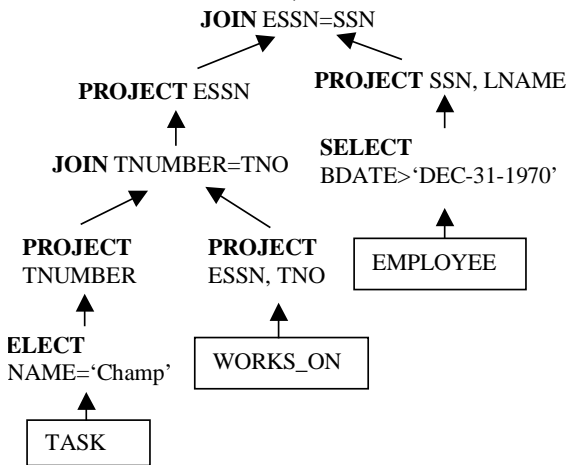 JOIN ESSN=SSN
PROJECT ESSN
PROJECT SSN, LNAME
JOIN TNUMBER=TNO
SELECT
BDATE>‘DEC-31-1970’
PROJECT
TNUMBER
PROJECT
ESSN, TNO
EMPLOYEE
ELECT
NAME=‘Champ’
WORKS_ON
TASK